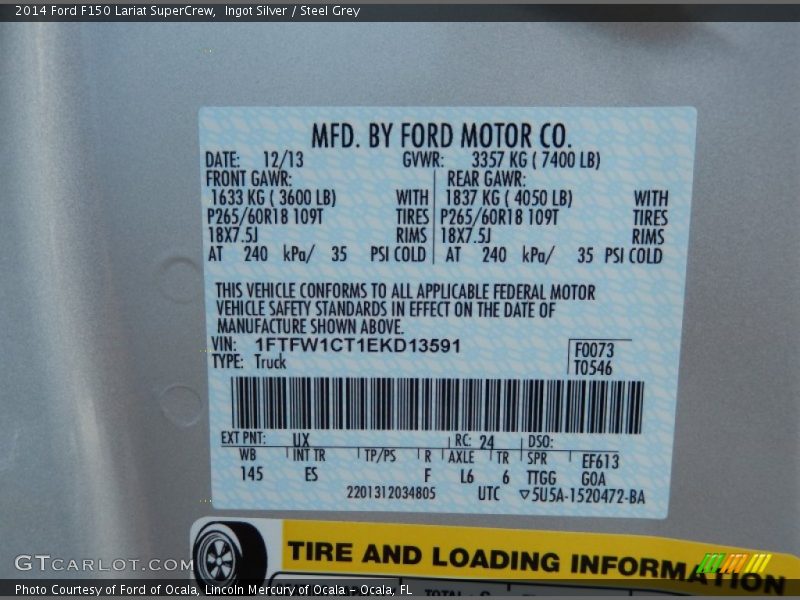 2014 Ford F150 Lariat SuperCrew, Ingot Silver / Steel Grey
MFD. BY FORD MOTOR CO.
DATE: 12/13 GVWR: 3357 KG ( 7400 LB)
FRONT GAWR: REAR GAWR:
1633 KG ( 3600 LB) WITH 1837 KG ( 4050 LB) WITH
P265/60R18 109T TIRES P265/60R18 109T TIRES
18X7.5J RIMS 18X7.5J RIMS
AT 240 kPa/ 35 PSI COLD AT 240 kPa/ 35 PSI COLD
THIS VEHICLE CONFORMS TO ALL APPLICABLE FEDERAL MOTOR
VEHICLE SAFETY STANDARDS IN EFFECT ON THE DATE OF
MANUFACTURE SHOWN ABOVE.
VIN: 1FTFW1CT1EKD13591 F0073
TYPE: Truck T0546
EXT PNT: UX RC: 24 DSO:
WB INT TR TP/PS R AXLE TR SPR EF613
145 ES F L6 6 TTGG GOA
2201312034805 UTC ▽5U5A-1520472-BA
TIRE AND LOADING INFORMATION
GTCARLOT.COM
Photo Courtesy of Ford of Ocala, Lincoln Mercury of Ocala - Ocala, FL